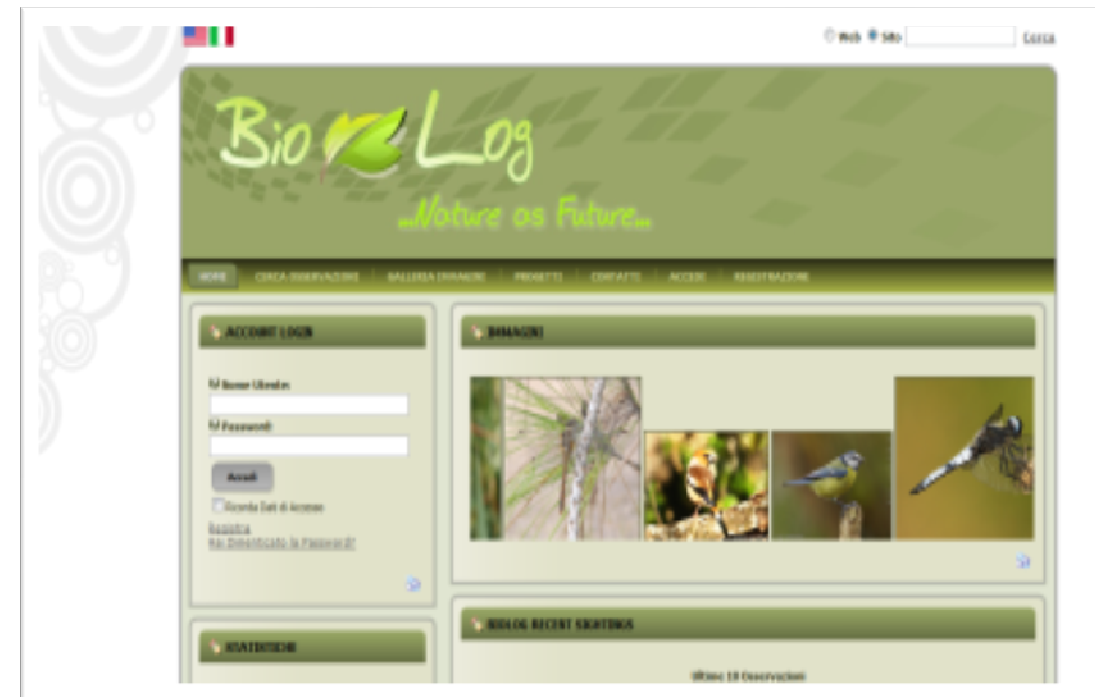 Web Sito Cerca
Bio Log
...Nature as Future...
HOME CERCA OSSERVAZIONI GALLERIA IMMAGINI PROGETTI CONTATTI ACCEDI REGISTRAZIONE
ACCOUNT LOGIN
Nome Utente:
Password:
Accedi
Ricorda Dati di Accesso
Registra
Hai Dimenticato la Password?
STATISTICHE
IMMAGINI
BIOLOG RECENT SIGHTINGS
Ultime 10 Osservazioni